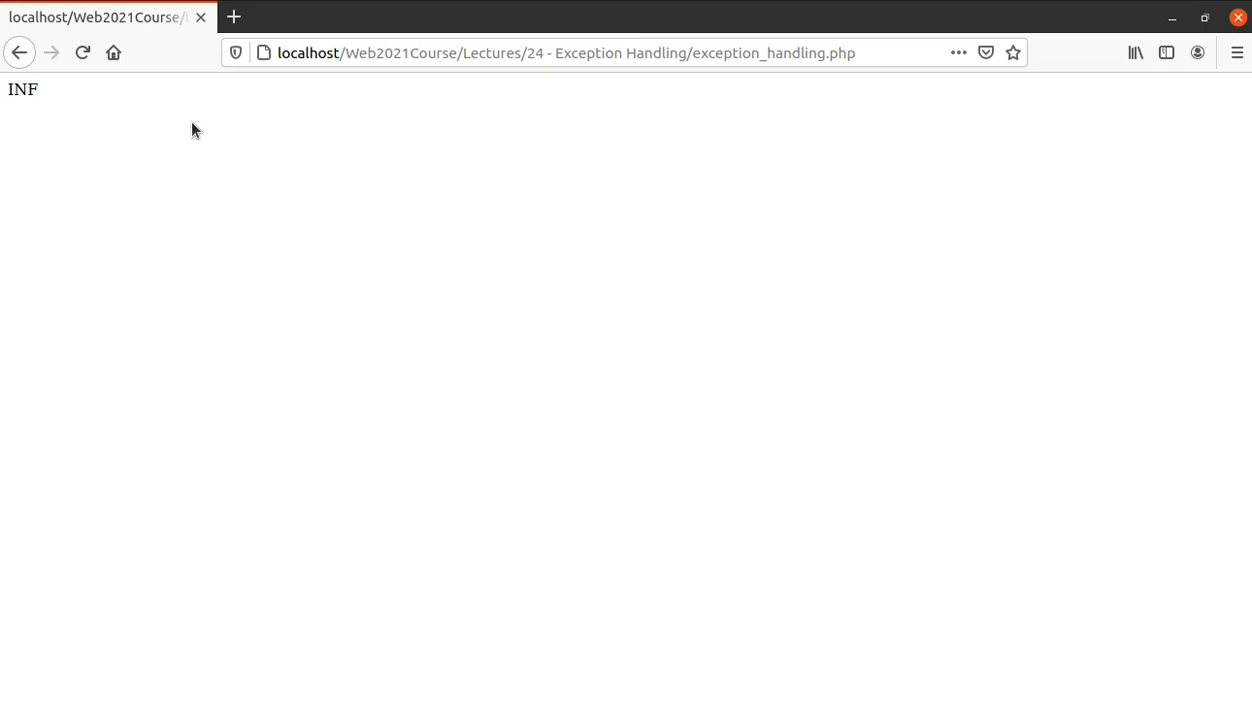 localhost/Web2021Course/
localhost/Web2021Course/Lectures/24 - Exception Handling/exception_handling.php
INF